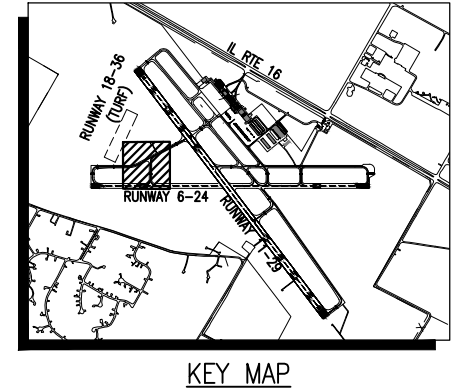 IL RTE 16
RUNWAY 18-36
(TURF)
RUNWAY 6-24
RUNWAY 11-29
KEY MAP